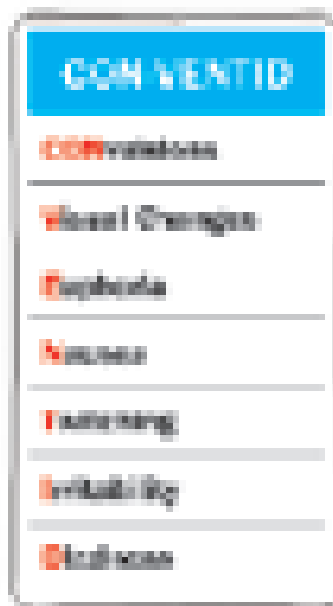 CON-VENTID
CONvulsions
Visual Changes
Euphoria
Nausea
Twitching
Irritability
Dizziness